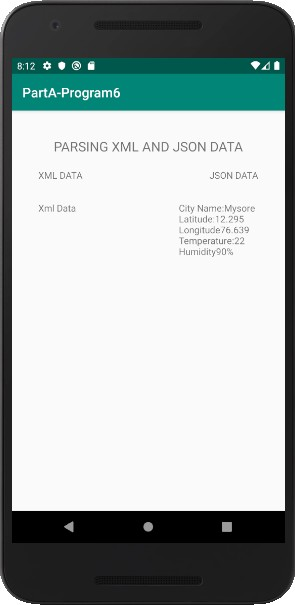 8:12
PartA-Program6
PARSING XML AND JSON DATA
XML DATA JSON DATA
Xml Data City Name:Mysore
Latitude:12.295
Longitude76.639
Temperature:22
Humidity90%